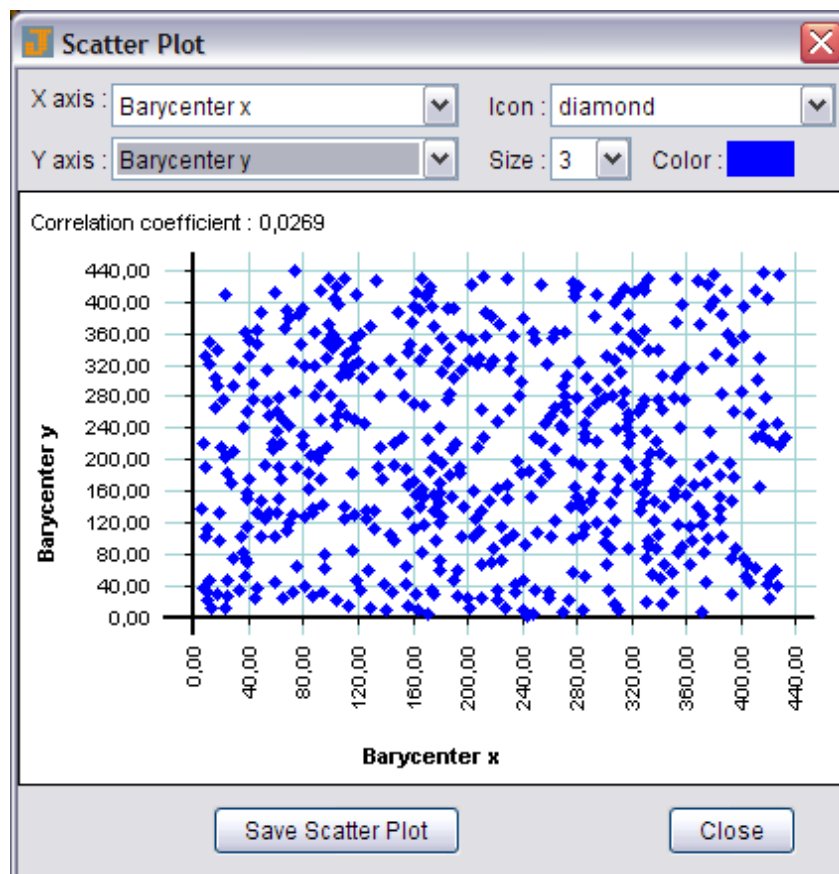 Scatter Plot
X axis : Barycenter x Icon : diamond
Y axis : Barycenter y Size : 3 Color :
Correlation coefficient : 0,0269
440,00
400,00
360,00
320,00
280,00
240,00
200,00
160,00
120,00
80,00
40,00
0,00
Barycenter y
0,00 40,00 80,00 120,00 160,00 200,00 240,00 280,00 320,00 360,00 400,00 440,00
Barycenter x
Save Scatter Plot Close